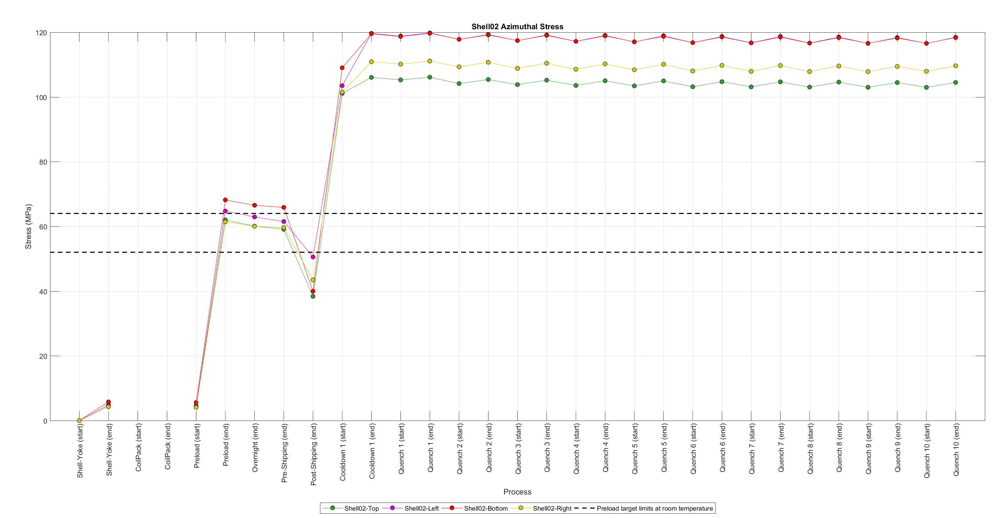 Shell02 Azimuthal Stress
120
100
80
60
40
20
0
Stress (MPa)
Shell-Yoke (start)
Shell-Yoke (end)
CoilPack (start)
CoilPack (end)
Preload (start)
Preload (end)
Overnight (end)
Pre-Shipping (end)
Post-Shipping (end)
Cooldown 1 (start)
Cooldown 1 (end)
Quench 1 (start)
Quench 1 (end)
Quench 2 (start)
Quench 2 (end)
Quench 3 (start)
Quench 3 (end)
Quench 4 (start)
Quench 4 (end)
Quench 5 (start)
Quench 5 (end)
Quench 6 (start)
Quench 6 (end)
Quench 7 (start)
Quench 7 (end)
Quench 8 (start)
Quench 8 (end)
Quench 9 (start)
Quench 9 (end)
Quench 10 (start)
Quench 10 (end)
Process
Shell02-Top Shell02-Left Shell02-Bottom Shell02-Right Preload target limits at room temperature